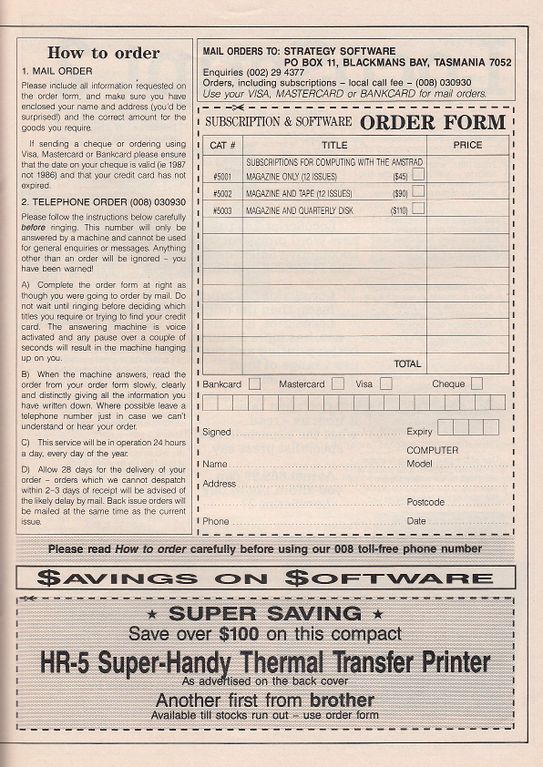 How to order
1. MAIL ORDER
Please include all information requested on
the order form, and make sure you have
enclosed your name and address (you'd be
surprised!) and the correct amount for the
goods you require.
If sending a cheque or ordering using
Visa, Mastercard or Bankcard please ensure
that the date on your cheque is valid (ie 1987
not 1986) and that your credit card has not
expired.
2. TELEPHONE ORDER (008) 030930
Please follow the instructions below carefully
before ringing. This number will only be
answered by a machine and cannot be used
for general enquiries or messages. Anything
other than an order will be ignored – you
have been warned!
A) Complete the order form at right as
though you were going to order by mail. Do
not wait until ringing before deciding which
titles you require or trying to find your credit
card. The answering machine is voice
activated and any pause over a couple of
seconds will result in the machine hanging
up on you.
B) When the machine answers, read the
order from your order form slowly, clearly
and distinctly giving all the information you
have written down. Where possible leave a
telephone number just in case we can't
understand or hear your order.
C) This service will be in operation 24 hours
a day, every day of the year.
D) Allow 28 days for the delivery of your
order – orders which we cannot despatch
within 2–3 days of receipt will be advised of
the likely delay by mail. Back issue orders will
be mailed at the same time as the current
issue.
MAIL ORDERS TO: STRATEGY SOFTWARE
PO BOX 11, BLACKMANS BAY, TASMANIA 7052
Enquiries (002) 29 4377
Orders, including subscriptions – local call fee – (008) 030930
Use your VISA, MASTERCARD or BANKCARD for mail orders.
SUBSCRIPTION & SOFTWARE ORDER FORM
CAT # TITLE PRICE
SUBSCRIPTIONS FOR COMPUTING WITH THE AMSTRAD
#5001 MAGAZINE ONLY (12 ISSUES) ($45)
#5002 MAGAZINE AND TAPE (12 ISSUES) ($90)
#5003 MAGAZINE AND QUARTERLY DISK ($110)
TOTAL
Bankcard Mastercard Visa Cheque
Signed Expiry
COMPUTER
Name Model
Address
Postcode
Phone Date
Please read How to order carefully before using our 008 toll-free phone number
$AVINGS ON $OFTWARE
★ SUPER SAVING ★
Save over $100 on this compact
HR-5 Super-Handy Thermal Transfer Printer
As advertised on the back cover
Another first from brother
Available till stocks run out – use order form